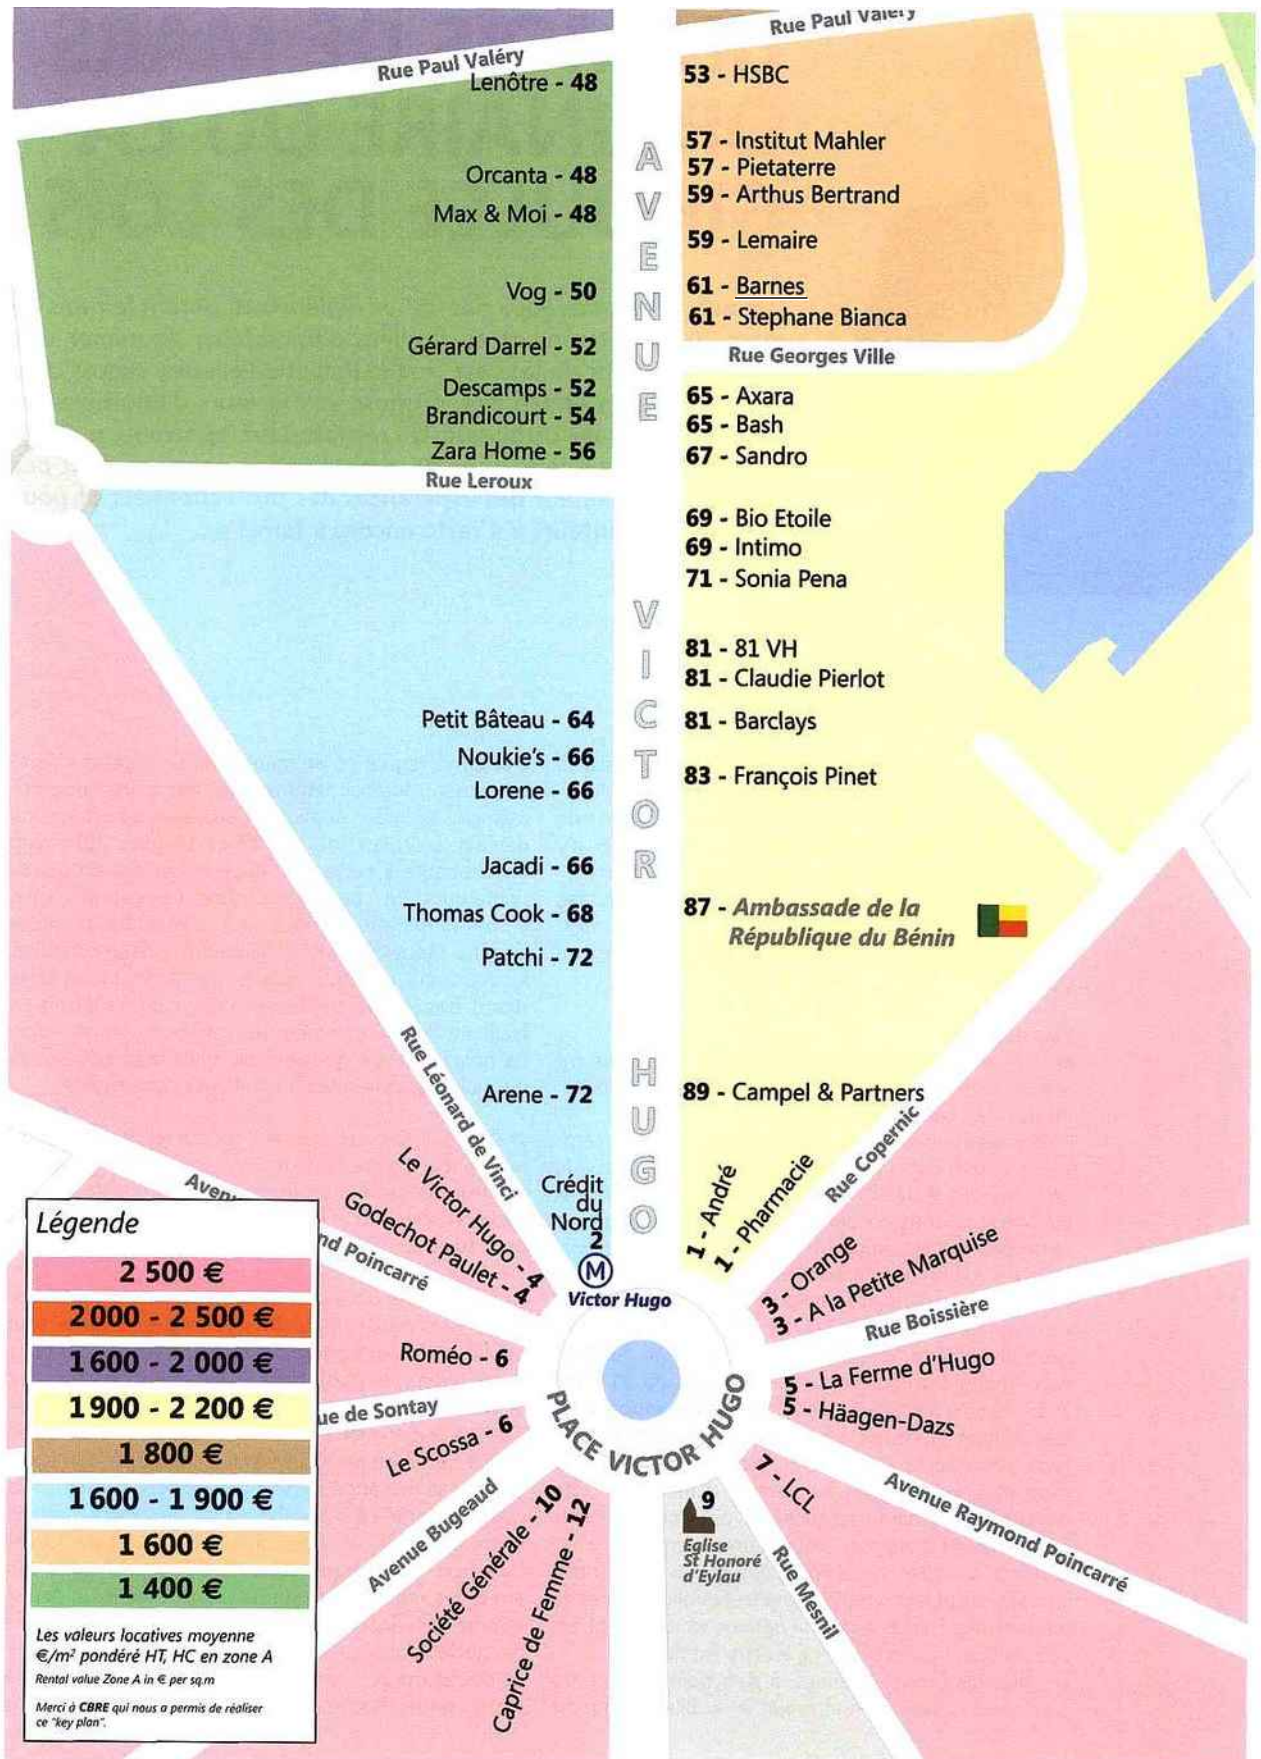 Rue Paul Valéry
Rue Paul Valéry
Lenôtre - 48
Orcanta - 48
Max & Moi - 48
Vog - 50
Gérard Darrel - 52
Descamps - 52
Brandicourt - 54
Zara Home - 56
Rue Leroux
53 - HSBC
57 - Institut Mahler
57 - Pietaterre
59 - Arthus Bertrand
59 - Lemaire
61 - Barnes
61 - Stephane Bianca
Rue Georges Ville
65 - Axara
65 - Bash
67 - Sandro
69 - Bio Etoile
69 - Intimo
71 - Sonia Pena
81 - 81 VH
81 - Claudie Pierlot
81 - Barclays
83 - François Pinet
87 - Ambassade de la
République du Bénin
89 - Campel & Partners
AVENUE
VICTOR
HUGO
Petit Bâteau - 64
Noukie's - 66
Lorene - 66
Jacadi - 66
Thomas Cook - 68
Patchi - 72
Arene - 72
Rue Léonard de Vinci
Crédit
du
Nord
2
M
Victor Hugo
1 - André
1 - Pharmacie
Rue Copernic
3 - Orange
3 - A la Petite Marquise
Rue Boissière
5 - La Ferme d'Hugo
5 - Häagen-Dazs
Avenue Raymond Poincarré
7 - LCL
Rue Mesnil
9
Eglise
St Honoré
d'Eylau
PLACE VICTOR HUGO
Caprice de Femme - 12
Société Générale - 10
Avenue Bugeaud
Le Scossa - 6
ue de Sontay
Roméo - 6
Aven
nd Poincarré
Godechot Paulet - 4
Le Victor Hugo - 4
Légende
2 500 €
2 000 - 2 500 €
1 600 - 2 000 €
1 900 - 2 200 €
1 800 €
1 600 - 1 900 €
1 600 €
1 400 €
Les valeurs locatives moyenne
€/m² pondéré HT, HC en zone A
Rental value Zone A in € per sq.m
Merci à CBRE qui nous a permis de réaliser
ce "key plan".